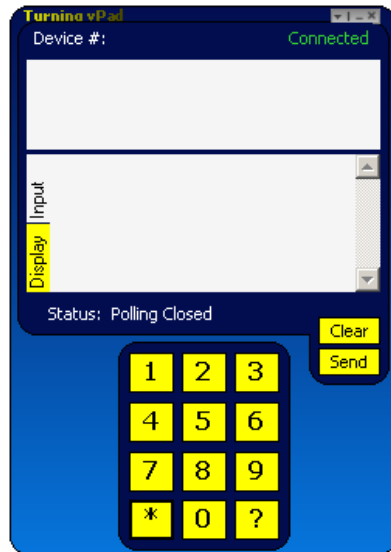 Turning vPad
Device #:
Connected
Input
Display
Status: Polling Closed
Clear
Send
1 2 3
4 5 6
7 8 9
* 0 ?